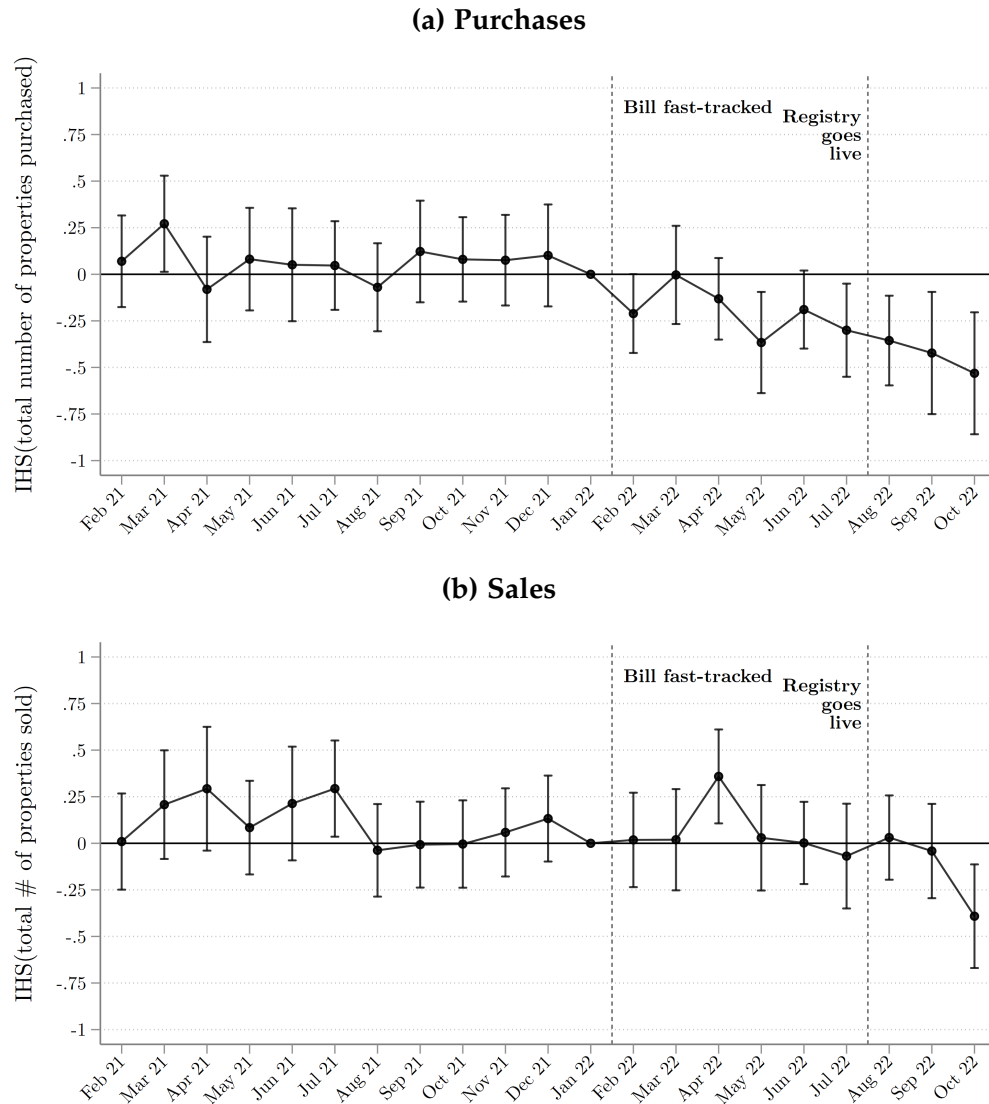 (a) Purchases
IHS(total number of properties purchased)
1
.75
.5
.25
0
-.25
-.5
-.75
-1
Bill fast-tracked
Registry
goes
live
Feb 21
Mar 21
Apr 21
May 21
Jun 21
Jul 21
Aug 21
Sep 21
Oct 21
Nov 21
Dec 21
Jan 22
Feb 22
Mar 22
Apr 22
May 22
Jun 22
Jul 22
Aug 22
Sep 22
Oct 22
(b) Sales
IHS(total # of properties sold)
1
.75
.5
.25
0
-.25
-.5
-.75
-1
Bill fast-tracked
Registry
goes
live
Feb 21
Mar 21
Apr 21
May 21
Jun 21
Jul 21
Aug 21
Sep 21
Oct 21
Nov 21
Dec 21
Jan 22
Feb 22
Mar 22
Apr 22
May 22
Jun 22
Jul 22
Aug 22
Sep 22
Oct 22